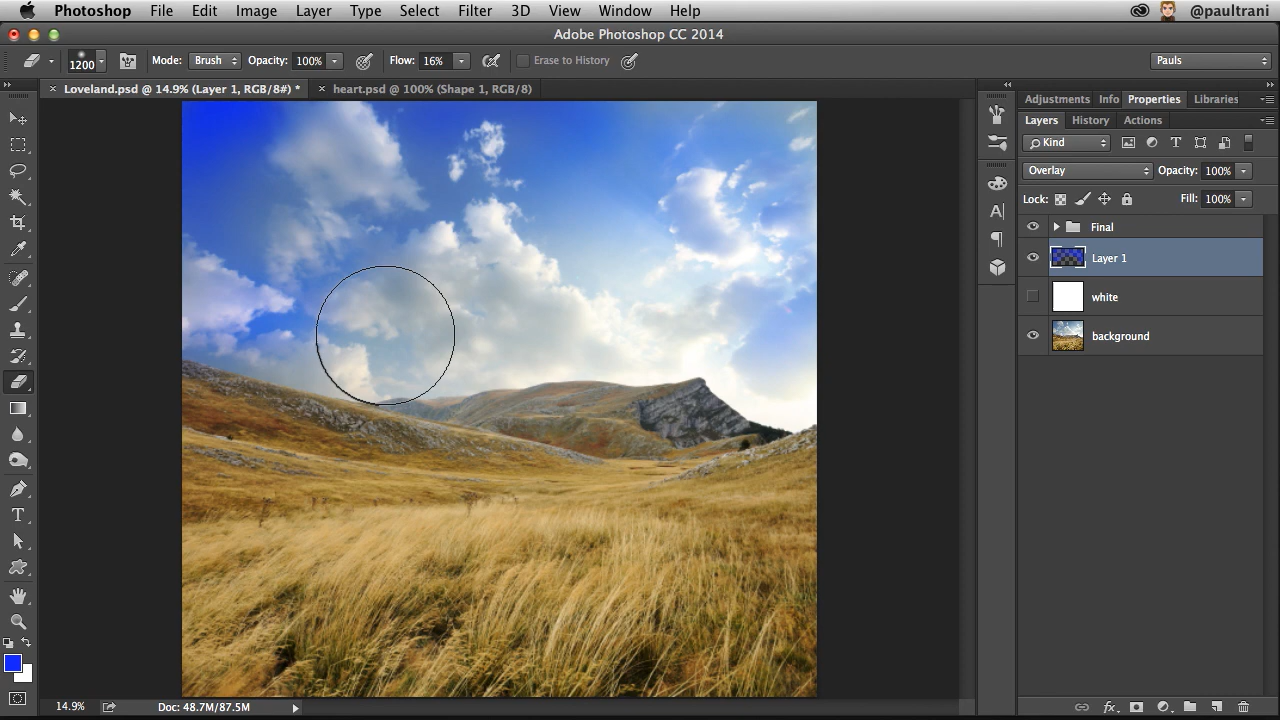 Photoshop File Edit Image Layer Type Select Filter 3D View Window Help @paultrani
Adobe Photoshop CC 2014
1200 Mode: Brush Opacity: 100% Flow: 16% Erase to History Pauls
× Loveland.psd @ 14.9% (Layer 1, RGB/8#) * × heart.psd @ 100% (Shape 1, RGB/8)
Adjustments Info Properties Libraries
Layers History Actions
Kind
Overlay Opacity: 100%
Lock: Fill: 100%
Final
Layer 1
white
background
14.9% Doc: 48.7M/87.5M